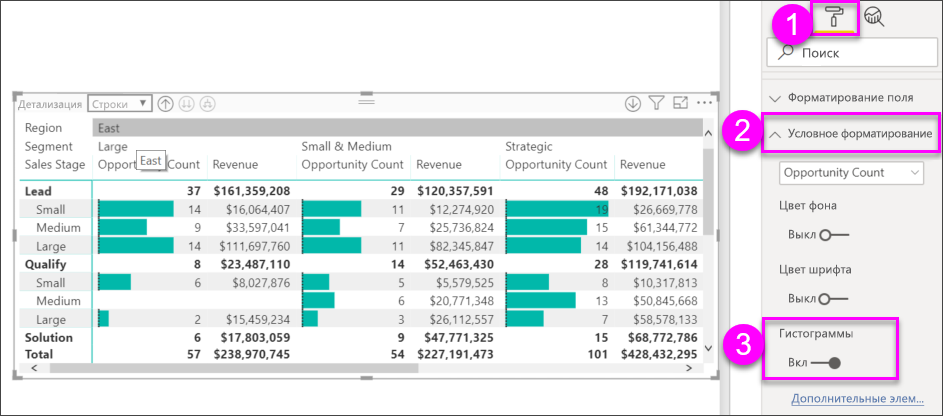 1
Поиск
Детализация Строки
Форматирование поля
Region East
2 Условное форматирование
Segment Large Small & Medium Strategic
Sales Stage Opportunity Count Revenue Opportunity Count Revenue Opportunity Count Revenue
East
Opportunity Count
Lead 37 $161,359,208 29 $120,357,591 48 $192,171,038
Small 14 $16,064,407 11 $12,274,920 19 $26,669,778
Medium 9 $33,597,041 7 $25,736,824 15 $61,344,772
Large 14 $111,697,760 11 $82,345,847 14 $104,156,488
Qualify 8 $23,487,110 14 $52,463,430 28 $119,741,614
Small 6 $8,027,876 5 $5,579,525 8 $10,317,813
Medium 6 $20,771,348 13 $50,845,668
Large 2 $15,459,234 3 $26,112,557 7 $58,578,133
Solution 6 $17,803,059 9 $47,771,325 15 $68,772,786
Total 57 $238,970,745 54 $227,191,473 101 $428,432,295
Цвет фона
Выкл
Цвет шрифта
Выкл
3 Гистограммы
Вкл
Дополнительные элем...